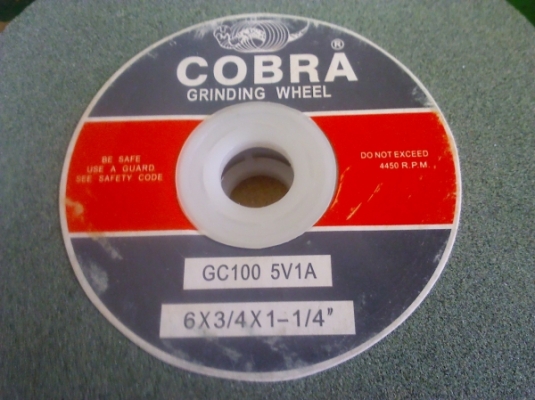 ®
COBRA
GRINDING WHEEL
BE SAFE
USE A GUARD
SEE SAFETY CODE
DO NOT EXCEED
4450 R.P.M.
GC100 5V1A
6X3/4X1-1/4"